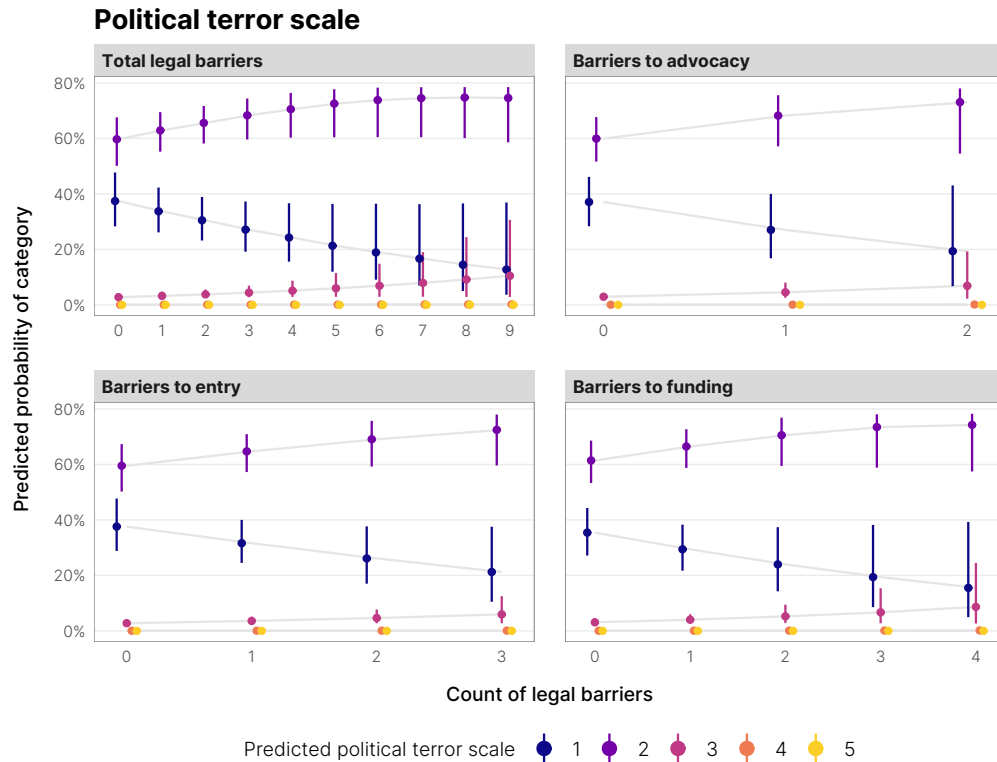 Political terror scale
Total legal barriers
Barriers to advocacy
80%
60%
40%
20%
0%
0 1 2 3 4 5 6 7 8 9
0 1 2
Barriers to entry
Barriers to funding
80%
60%
40%
20%
0%
0 1 2 3
0 1 2 3 4
Predicted probability of category
Count of legal barriers
Predicted political terror scale 1 2 3 4 5